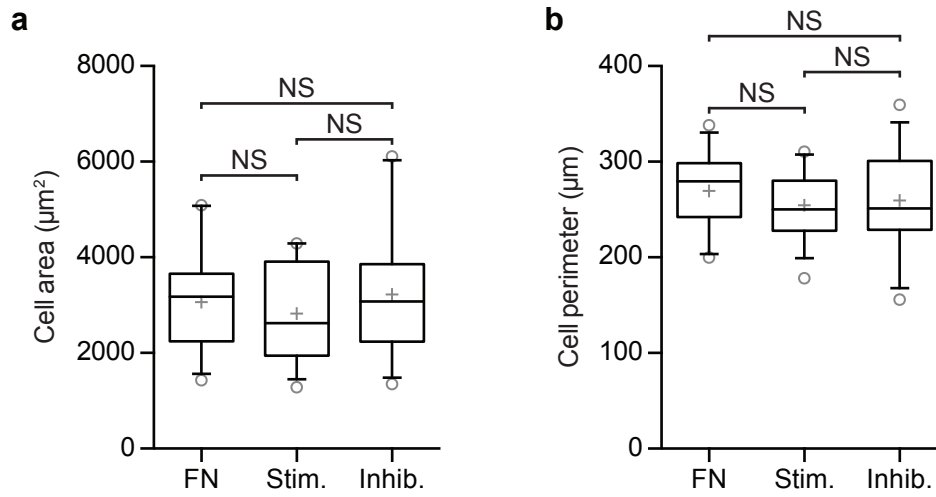 a
Cell area (µm²)
8000
6000
4000
2000
0
NS
NS
NS
FN
Stim.
Inhib.
b
Cell perimeter (µm)
400
300
200
100
0
NS
NS
NS
FN
Stim.
Inhib.